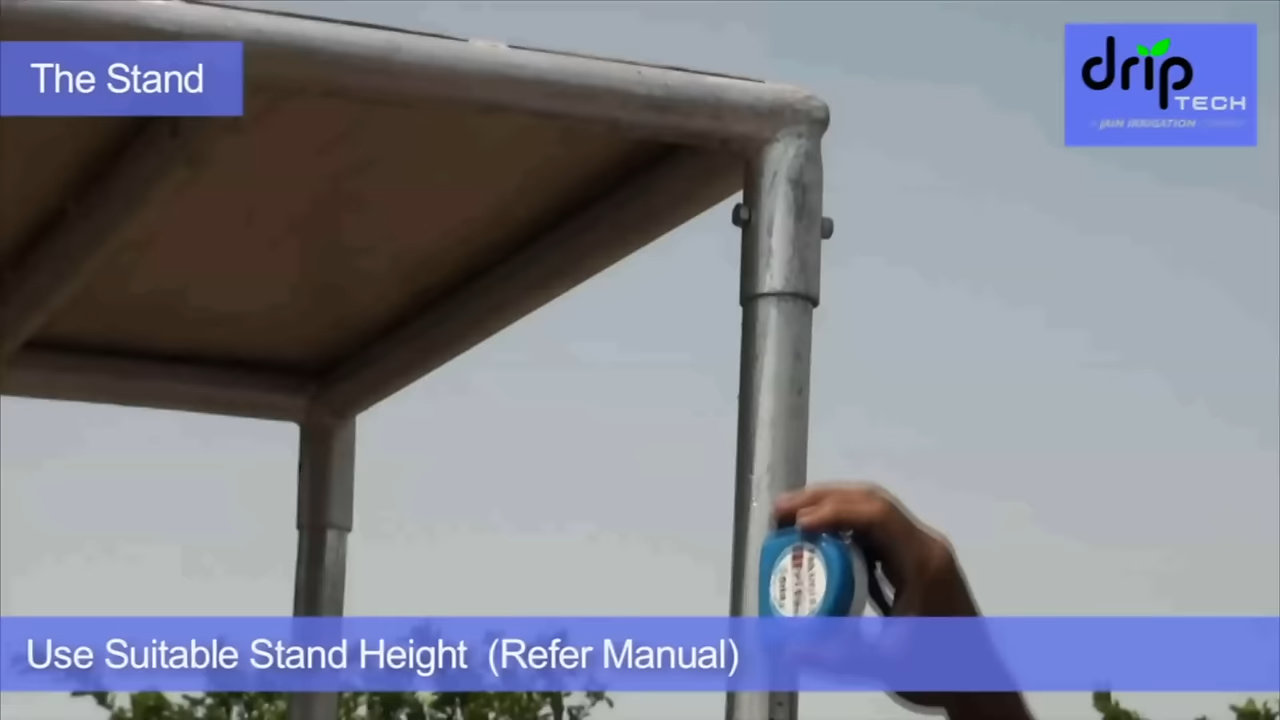 The Stand
drip
TECH
JAIN IRRIGATION
Use Suitable Stand Height (Refer Manual)